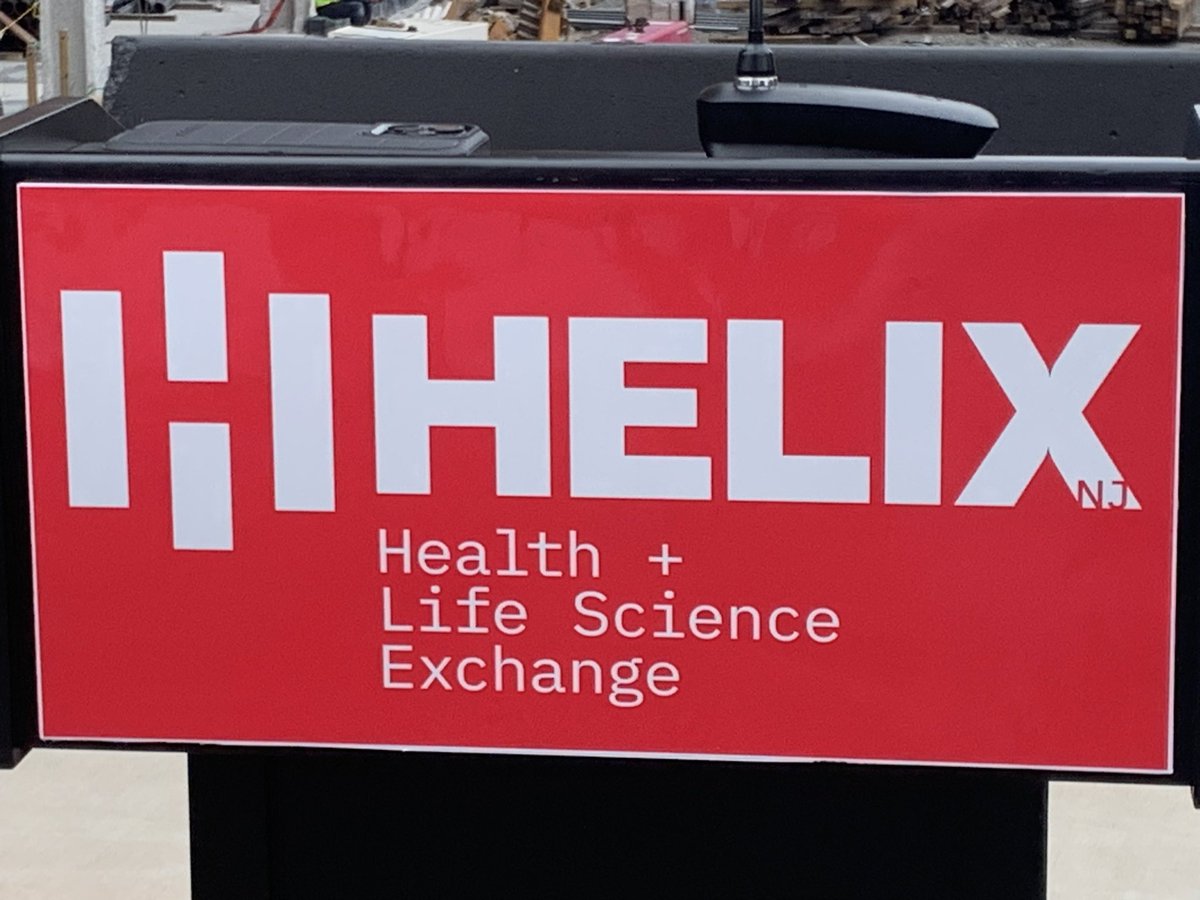 HELIX
NJ
Health +
Life Science
Exchange